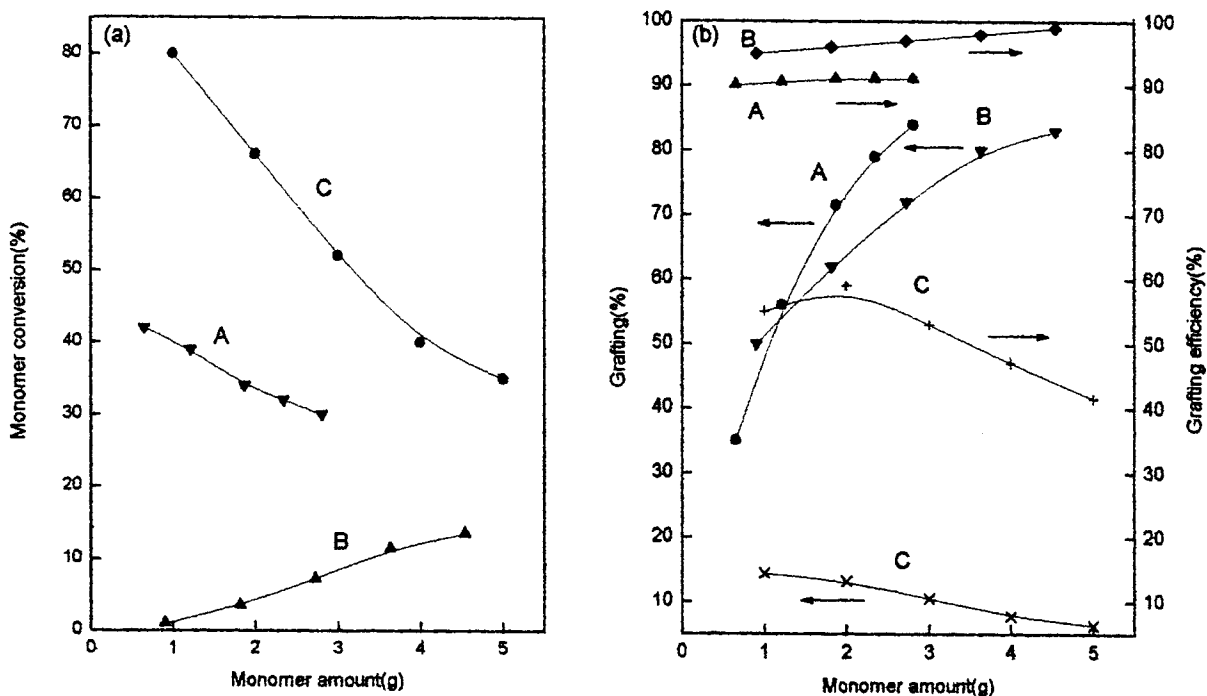 (a)
80
70
60
50
40
30
20
10
0
Monomer conversion(%)
C
A
B
0 1 2 3 4 5
Monomer amount(g)
(b)
100
90
80
70
60
50
40
30
20
10
Grafting(%)
B
A
B
A
C
C
100
90
80
70
60
50
40
30
20
10
Grafting efficiency(%)
0 1 2 3 4 5
Monomer amount(g)